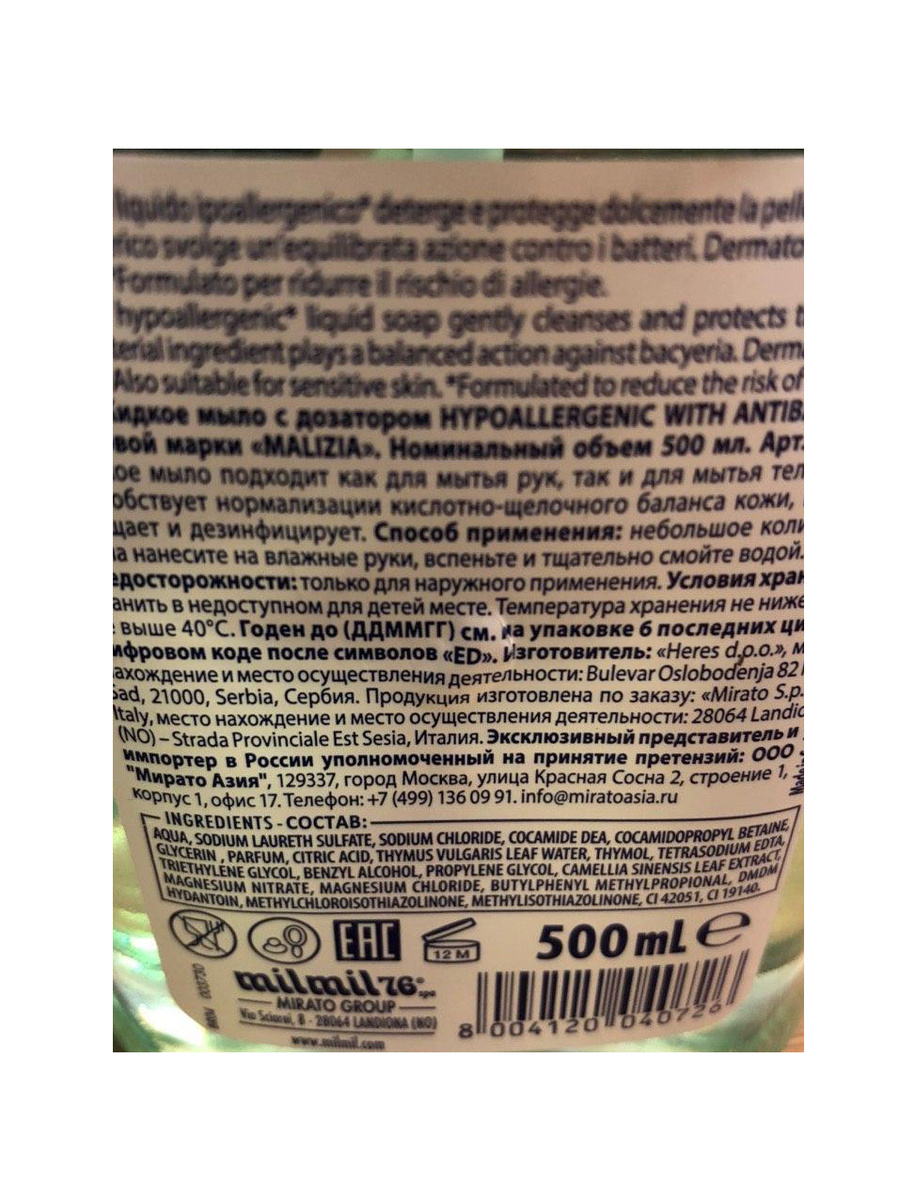 liquido ipoallergenico* deterge e protegge dolcemente la pell
rico svolge un'equilibrata azione contro i batteri. Dermato
*Formulato per ridurre il rischio di allergie.
hypoallergenic* liquid soap gently cleanses and protects t
terial ingredient plays a balanced action against bacyeria. Derm
Also suitable for sensitive skin. *Formulated to reduce the risk of
идкое мыло с дозатором HYPOALLERGENIC WITH ANTIB
вой марки «MALIZIA». Номинальный объем 500 мл. Арт.
ое мыло подходит как для мытья рук, так и для мытья тел
обствует нормализации кислотно-щелочного баланса кожи,
щает и дезинфицирует. Способ применения: небольшое коли
ла нанесите на влажные руки, вспеньте и тщательно смойте водой.
едосторожности: только для наружного применения. Условия хран
анить в недоступном для детей месте. Температура хранения не ниже
выше 40°C. Годен до (ДДММГГ) см. на упаковке 6 последних ци
ифровом коде после символов «ED». Изготовитель: «Heres d.o.o.», м
ахождение и место осуществления деятельности: Bulevar Oslobođenja 82
Sad, 21000, Serbia, Сербия. Продукция изготовлена по заказу: «Mirato S.p.
Italy, место нахождение и место осуществления деятельности: 28064 Landio
(NO) – Strada Provinciale Est Sesia, Италия. Эксклюзивный представитель и
импортер в России уполномоченный на принятие претензий: ООО
"Мирато Азия", 129337, город Москва, улица Красная Сосна 2, строение 1,
корпус 1, офис 17. Телефон: +7 (499) 136 09 91. info@miratoasia.ru
Made in
INGREDIENTS - СОСТАВ:
AQUA, SODIUM LAURETH SULFATE, SODIUM CHLORIDE, COCAMIDE DEA, COCAMIDOPROPYL BETAINE,
GLYCERIN , PARFUM, CITRIC ACID, THYMUS VULGARIS LEAF WATER, THYMOL, TETRASODIUM EDTA,
TRIETHYLENE GLYCOL, BENZYL ALCOHOL, PROPYLENE GLYCOL, CAMELLIA SINENSIS LEAF EXTRACT,
MAGNESIUM NITRATE, MAGNESIUM CHLORIDE, BUTYLPHENYL METHYLPROPIONAL, DMDM
HYDANTOIN, METHYLCHLOROISOTHIAZOLINONE, METHYLISOTHIAZOLINONE, CI 42051, CI 19140.
EAC
12 M
500 mL e
milmil76 spa
MIRATO GROUP
Via Sciarei, 8 - 28064 LANDIONA (NO)
www.milmil.com
003730
8 004120 040726